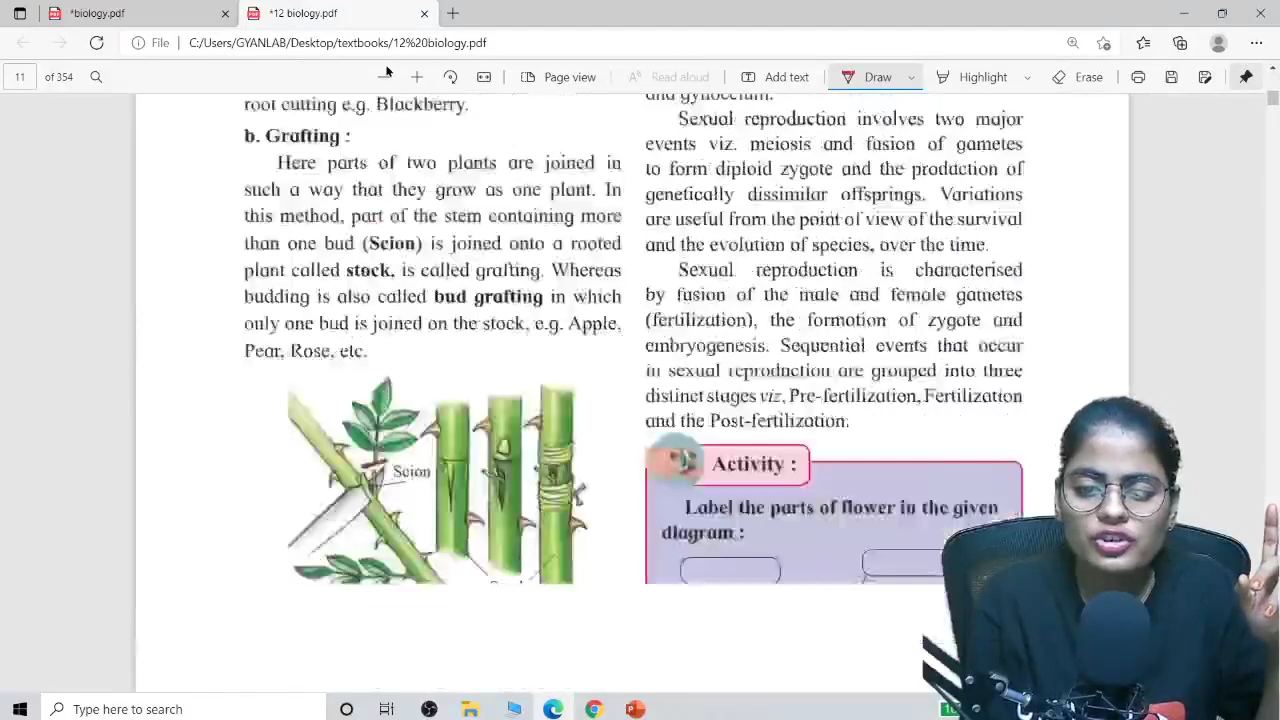 *biology.pdf
*12 biology.pdf
File
C:/Users/GYANLAB/Desktop/textbooks/12%20biology.pdf
11 of 354
Page view
Read aloud
Add text
Draw
Highlight
Erase
root cutting e.g. Blackberry.
b. Grafting :
Here parts of two plants are joined in
such a way that they grow as one plant. In
this method, part of the stem containing more
than one bud (Scion) is joined onto a rooted
plant called stock, is called grafting. Whereas
budding is also called bud grafting in which
only one bud is joined on the stock, e.g. Apple,
Pear, Rose, etc.
Scion
and gynoecium.
Sexual reproduction involves two major
events viz. meiosis and fusion of gametes
to form diploid zygote and the production of
genetically dissimilar offsprings. Variations
are useful from the point of view of the survival
and the evolution of species, over the time.
Sexual reproduction is characterised
by fusion of the male and female gametes
(fertilization), the formation of zygote and
embryogenesis. Sequential events that occur
in sexual reproduction are grouped into three
distinct stages viz, Pre-fertilization, Fertilization
and the Post-fertilization.
Activity :
Label the parts of flower in the given
diagram :
Type here to search